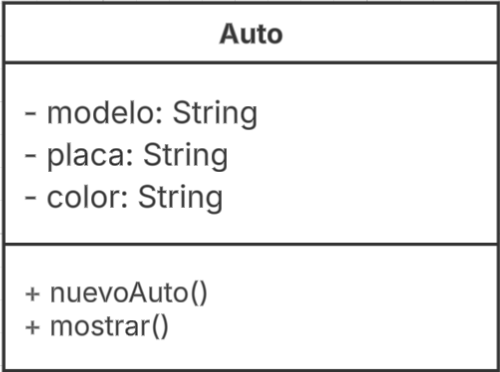 Auto
- modelo: String
- placa: String
- color: String
+ nuevoAuto()
+ mostrar()